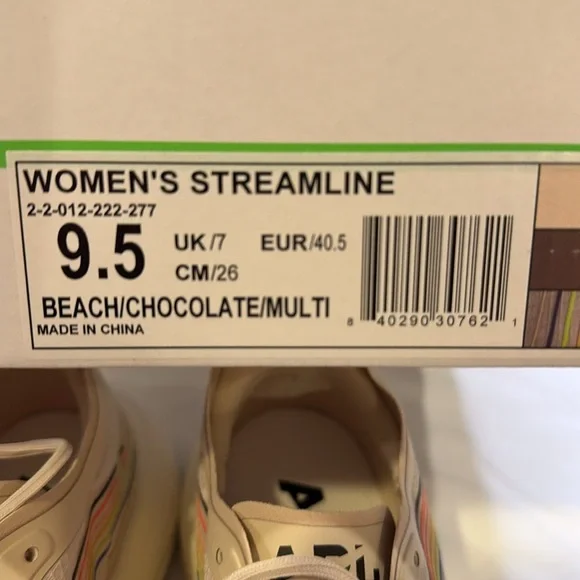 WOMEN'S STREAMLINE
2-2-012-222-277
9.5 UK/7 EUR/40.5
CM/26
BEACH/CHOCOLATE/MULTI
MADE IN CHINA
8 40290 30762 1
A
APL